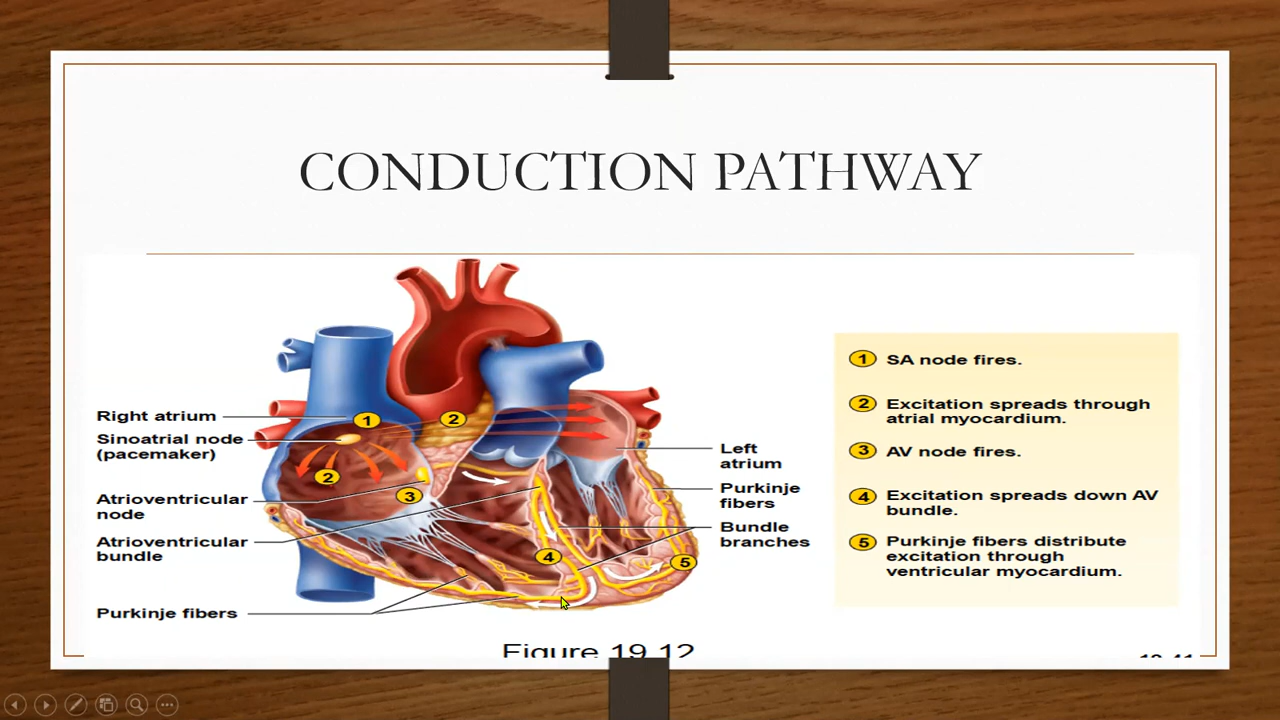 CONDUCTION PATHWAY
1
2
2
3
4
5
Right atrium
Sinoatrial node
(pacemaker)
Atrioventricular
node
Atrioventricular
bundle
Purkinje fibers
Left
atrium
Purkinje
fibers
Bundle
branches
1 SA node fires.
2 Excitation spreads through
atrial myocardium.
3 AV node fires.
4 Excitation spreads down AV
bundle.
5 Purkinje fibers distribute
excitation through
ventricular myocardium.
Figure 19.12